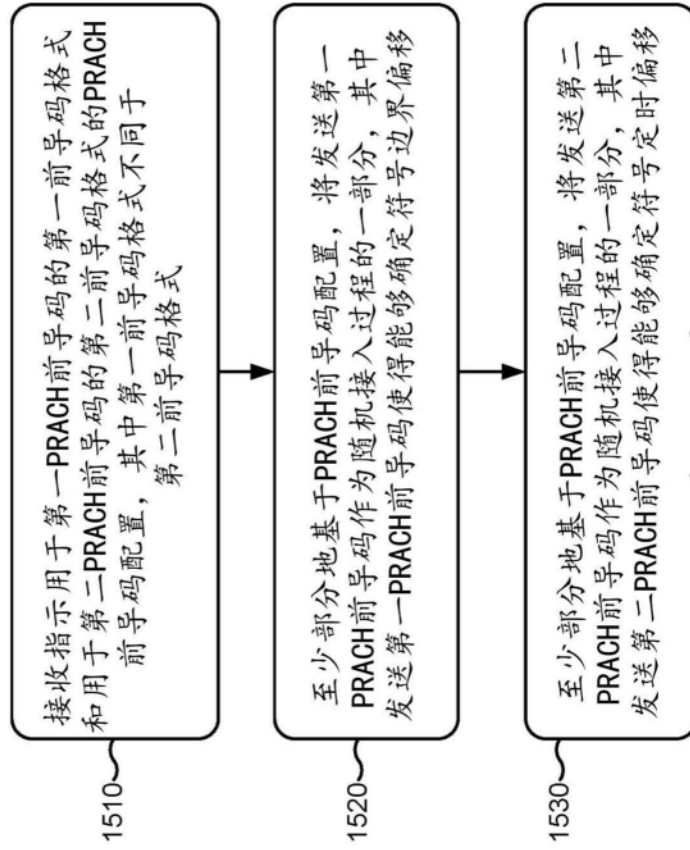 1510
接收指示用于第一PRACH前导码的第一前导码格式
和用于第二PRACH前导码的第二前导码格式的PRACH
前导码配置，其中第一前导码格式不同于
第二前导码格式
1520
至少部分地基于PRACH前导码配置，将发送第一
PRACH前导码作为随机接入过程的一部分，其中
发送第一PRACH前导码使得能够确定符号边界偏移
1530
至少部分地基于PRACH前导码配置，将发送第二
PRACH前导码作为随机接入过程的一部分，其中
发送第二PRACH前导码使得能够确定符号定时偏移